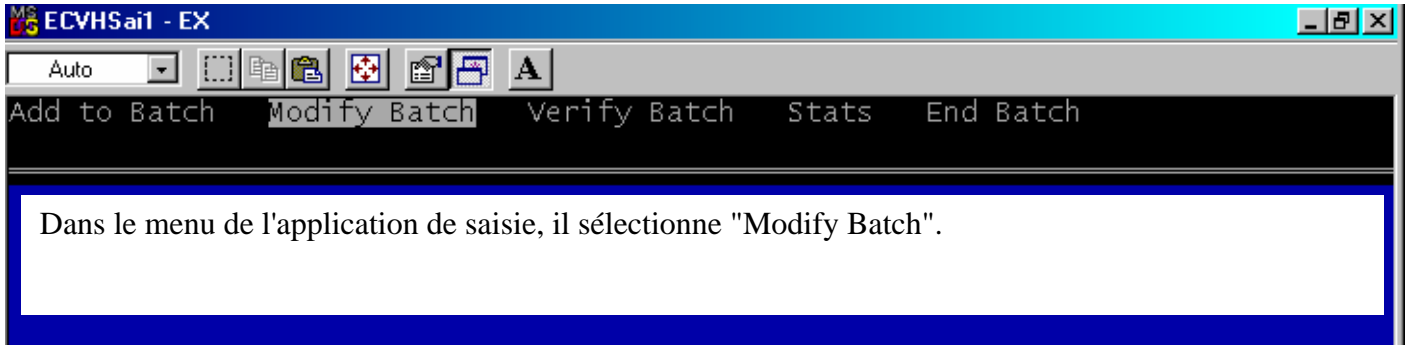 ECVHSai1 - EX
Auto A
Add to Batch Modify Batch Verify Batch Stats End Batch
Dans le menu de l'application de saisie, il sélectionne "Modify Batch".